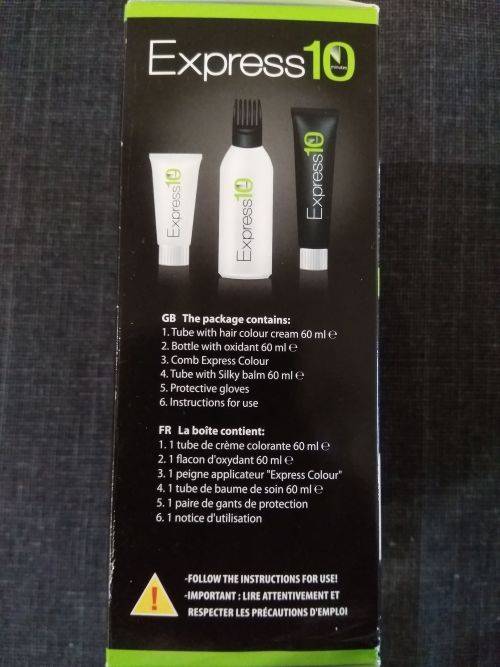 Express10
minutes
Express10
Express10
Express10
GB The package contains:
1. Tube with hair colour cream 60 ml ℮
2. Bottle with oxidant 60 ml ℮
3. Comb Express Colour
4. Tube with Silky balm 60 ml ℮
5. Protective gloves
6. Instructions for use
FR La boîte contient:
1. 1 tube de crème colorante 60 ml ℮
2. 1 flacon d'oxydant 60 ml ℮
3. 1 peigne applicateur "Express Colour"
4. 1 tube de baume de soin 60 ml ℮
5. 1 paire de gants de protection
6. 1 notice d'utilisation
-FOLLOW THE INSTRUCTIONS FOR USE!
-IMPORTANT : LIRE ATTENTIVEMENT ET
RESPECTER LES PRÉCAUTIONS D'EMPLOI